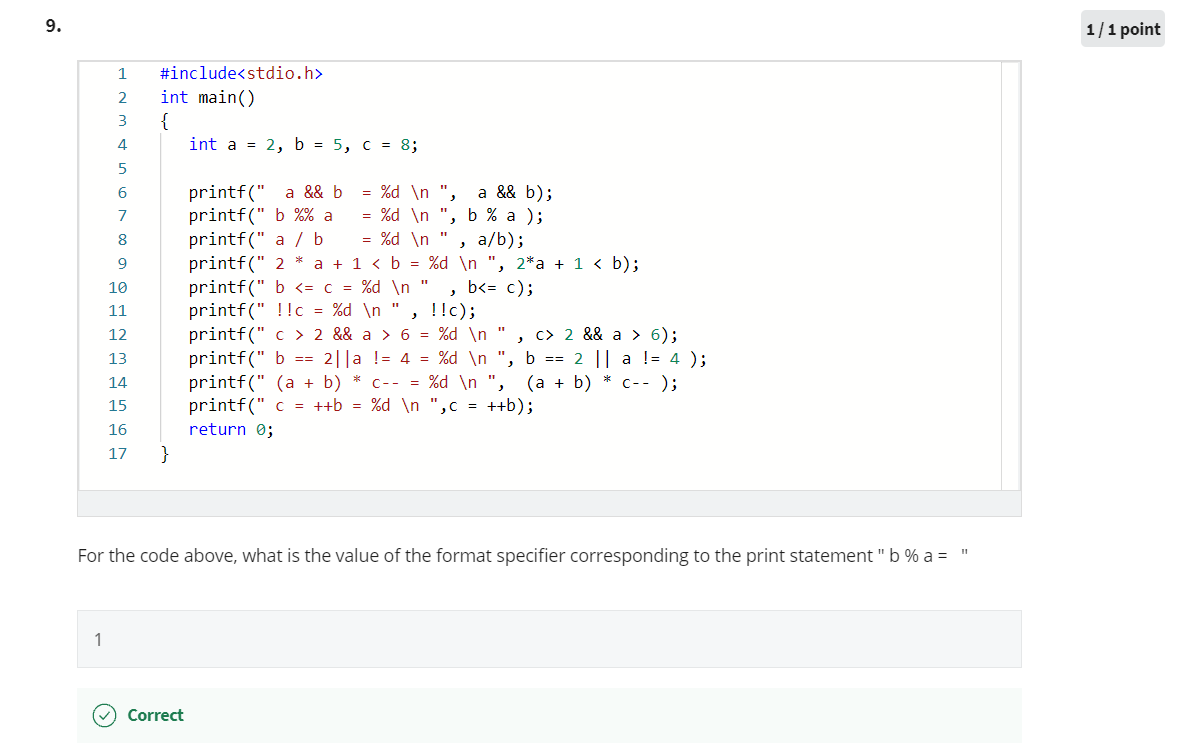 9.
1 / 1 point
1 #include<stdio.h>
2 int main()
3 {
4    int a = 2, b = 5, c = 8;
5
6    printf("  a && b  = %d \n ",  a && b);
7    printf(" b %% a   = %d \n ", b % a );
8    printf(" a / b    = %d \n " , a/b);
9    printf(" 2 * a + 1 < b = %d \n ", 2*a + 1 < b);
10    printf(" b <= c = %d \n "  , b<= c);
11    printf(" !!c = %d \n " , !!c);
12    printf(" c > 2 && a > 6 = %d \n " , c> 2 && a > 6);
13    printf(" b == 2||a != 4 = %d \n ", b == 2 || a != 4 );
14    printf(" (a + b) * c-- = %d \n ",  (a + b) * c-- );
15    printf(" c = ++b = %d \n ",c = ++b);
16    return 0;
17 }
For the code above, what is the value of the format specifier corresponding to the print statement " b % a =  "
1
Correct